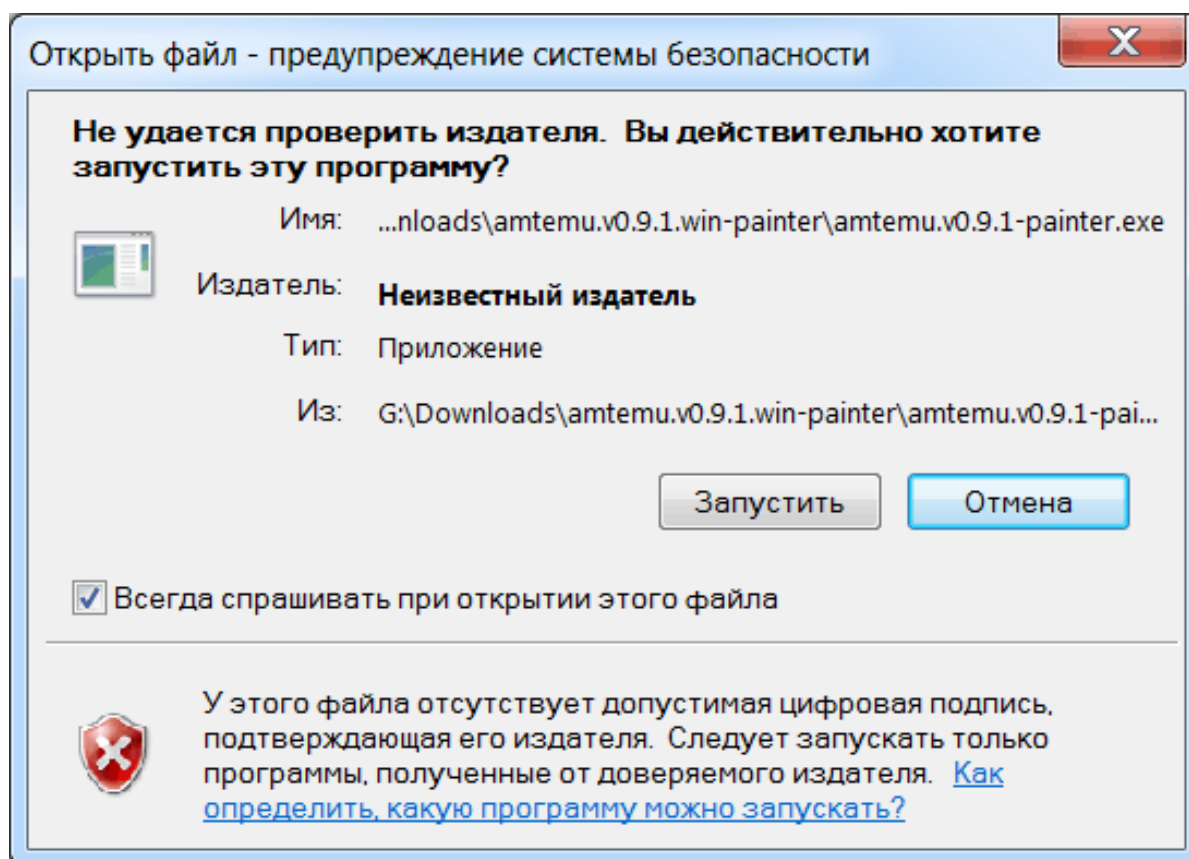 Открыть файл - предупреждение системы безопасности
Не удается проверить издателя. Вы действительно хотите
запустить эту программу?
Имя: ...nloads\amtemu.v0.9.1.win-painter\amtemu.v0.9.1-painter.exe
Издатель: Неизвестный издатель
Тип: Приложение
Из: G:\Downloads\amtemu.v0.9.1.win-painter\amtemu.v0.9.1-pai...
Запустить Отмена
Всегда спрашивать при открытии этого файла
У этого файла отсутствует допустимая цифровая подпись,
подтверждающая его издателя. Следует запускать только
программы, полученные от доверяемого издателя. Как
определить, какую программу можно запускать?